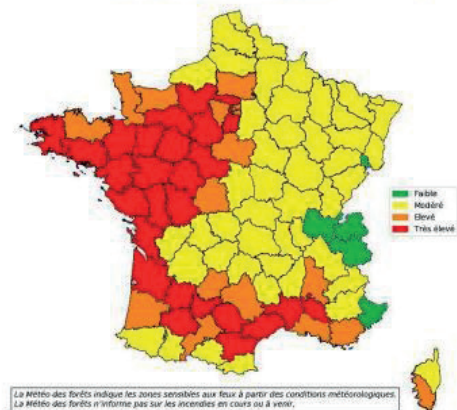 Faible
Modéré
Elevé
Très élevé
La Météo des forêts indique les zones sensibles aux feux à partir des conditions météorologiques.
La Météo des forêts n'informe pas sur les incendies en cours ou à venir.